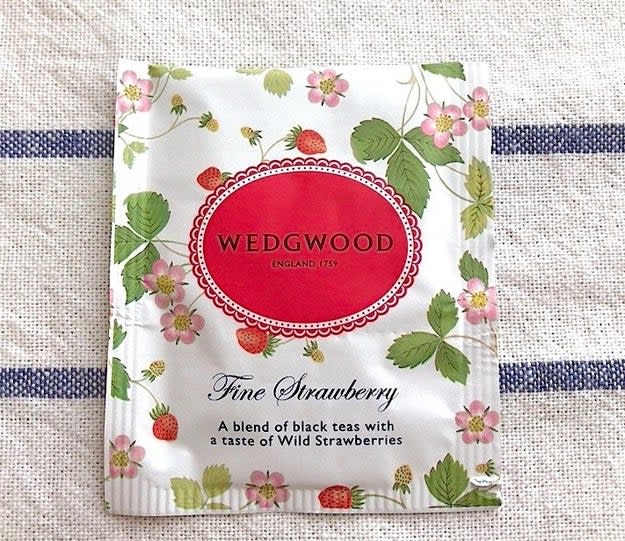 WEDGWOOD
ENGLAND 1759
Fine Strawberry
A blend of black teas with
a taste of Wild Strawberries